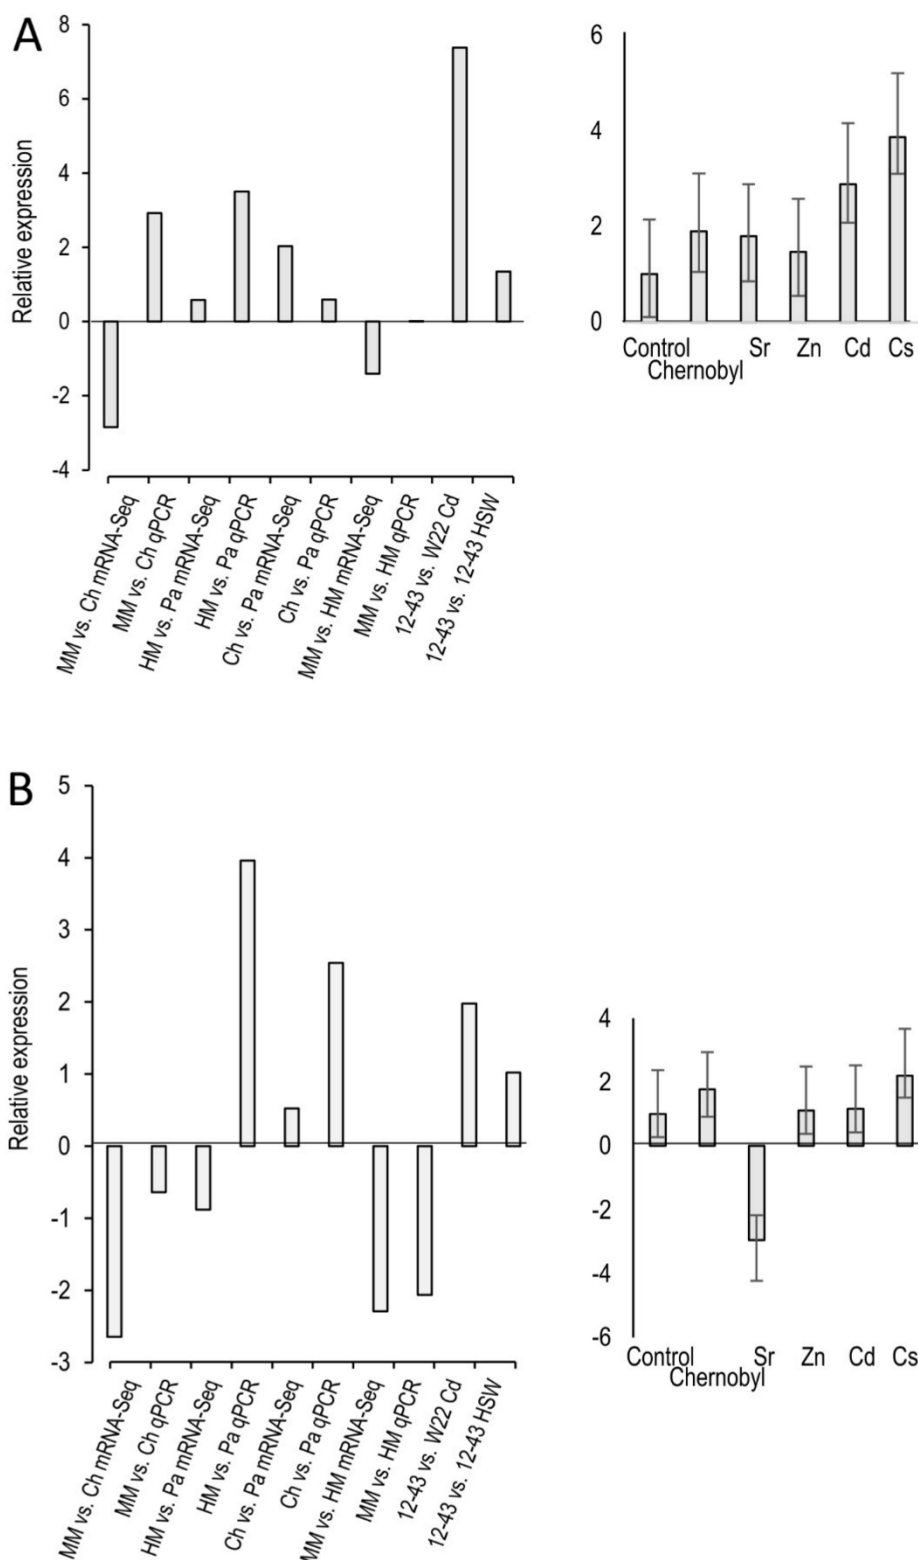 A
Relative expression
8
6
4
2
0
-2
-4
MM vs. Ch mRNA-Seq
MM vs. Ch qPCR
HM vs. Pa mRNA-Seq
HM vs. Pa qPCR
Ch vs. Pa mRNA-Seq
Ch vs. Pa qPCR
MM vs. HM mRNA-Seq
MM vs. HM qPCR
12-43 vs. W22 Cd
12-43 vs. 12-43 HSW
6
4
2
0
Control
Chernobyl
Sr
Zn
Cd
Cs
B
Relative expression
5
4
3
2
1
0
-1
-2
-3
MM vs. Ch mRNA-Seq
MM vs. Ch qPCR
HM vs. Pa mRNA-Seq
HM vs. Pa qPCR
Ch vs. Pa mRNA-Seq
Ch vs. Pa qPCR
MM vs. HM mRNA-Seq
MM vs. HM qPCR
12-43 vs. W22 Cd
12-43 vs. 12-43 HSW
4
2
0
-2
-4
-6
Control
Chernobyl
Sr
Zn
Cd
Cs